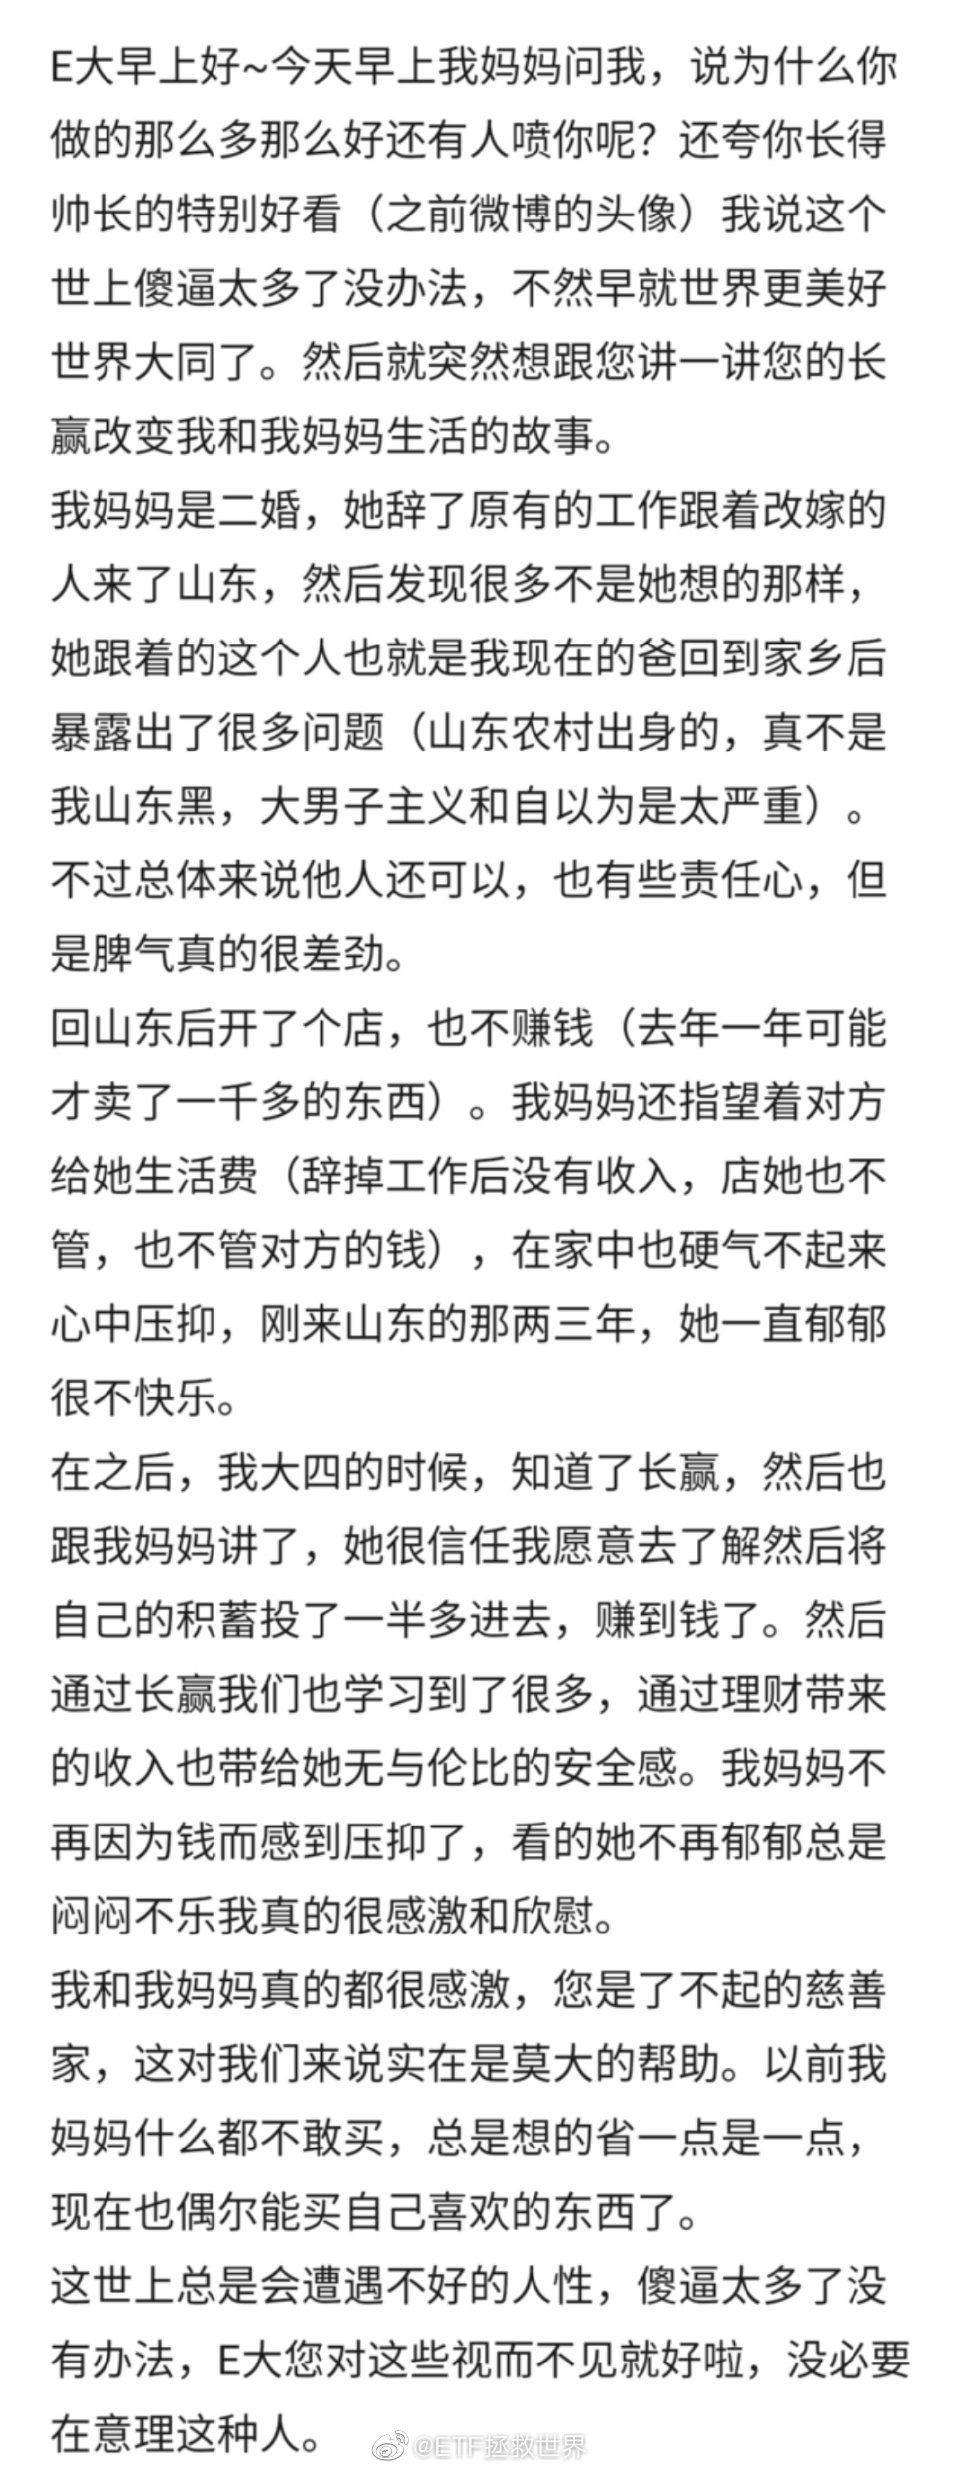 E大早上好~今天早上我妈妈问我，说为什么你
做的那么多那么好还有人喷你呢？还夸你长得
帅长的特别好看（之前微博的头像）我说这个
世上傻逼太多了没办法，不然早就世界更美好
世界大同了。然后就突然想跟您讲一讲您的长
赢改变我和我妈妈生活的故事。
我妈妈是二婚，她辞了原有的工作跟着改嫁的
人来了山东，然后发现很多不是她想的那样，
她跟着的这个人也就是我现在的爸回到家乡后
暴露出了很多问题（山东农村出身的，真不是
我山东黑，大男子主义和自以为是太严重）。
不过总体来说他人还可以，也有些责任心，但
是脾气真的很差劲。
回山东后开了个店，也不赚钱（去年一年可能
才卖了一千多的东西）。我妈妈还指望着对方
给她生活费（辞掉工作后没有收入，店她也不
管，也不管对方的钱），在家中也硬气不起来
心中压抑，刚来山东的那两三年，她一直郁郁
很不快乐。
在之后，我大四的时候，知道了长赢，然后也
跟我妈妈讲了，她很信任我愿意去了解然后将
自己的积蓄投了一半多进去，赚到钱了。然后
通过长赢我们也学习到了很多，通过理财带来
的收入也带给她无与伦比的安全感。我妈妈不
再因为钱而感到压抑了，看的她不再郁郁总是
闷闷不乐我真的很感激和欣慰。
我和我妈妈真的都很感激，您是了不起的慈善
家，这对我们来说实在是莫大的帮助。以前我
妈妈什么都不敢买，总是想的省一点是一点，
现在也偶尔能买自己喜欢的东西了。
这世上总是会遭遇不好的人性，傻逼太多了没
有办法，E大您对这些视而不见就好啦，没必要
在意理这种人。
@ETF拯救世界